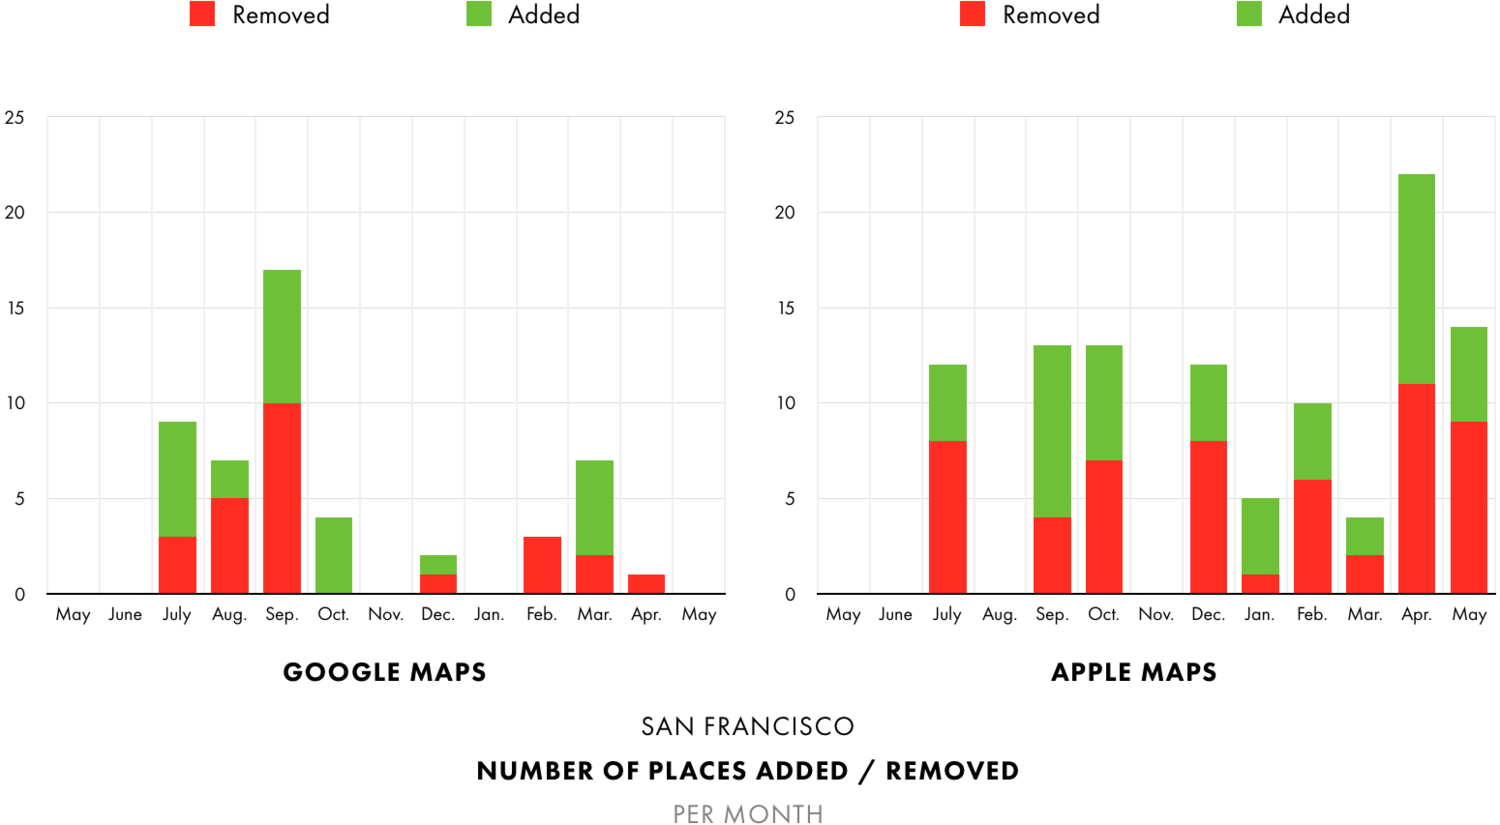 Removed Added
Removed Added
25
20
15
10
5
0
May June July Aug. Sep. Oct. Nov. Dec. Jan. Feb. Mar. Apr. May
GOOGLE MAPS
25
20
15
10
5
0
May June July Aug. Sep. Oct. Nov. Dec. Jan. Feb. Mar. Apr. May
APPLE MAPS
SAN FRANCISCO
NUMBER OF PLACES ADDED / REMOVED
PER MONTH